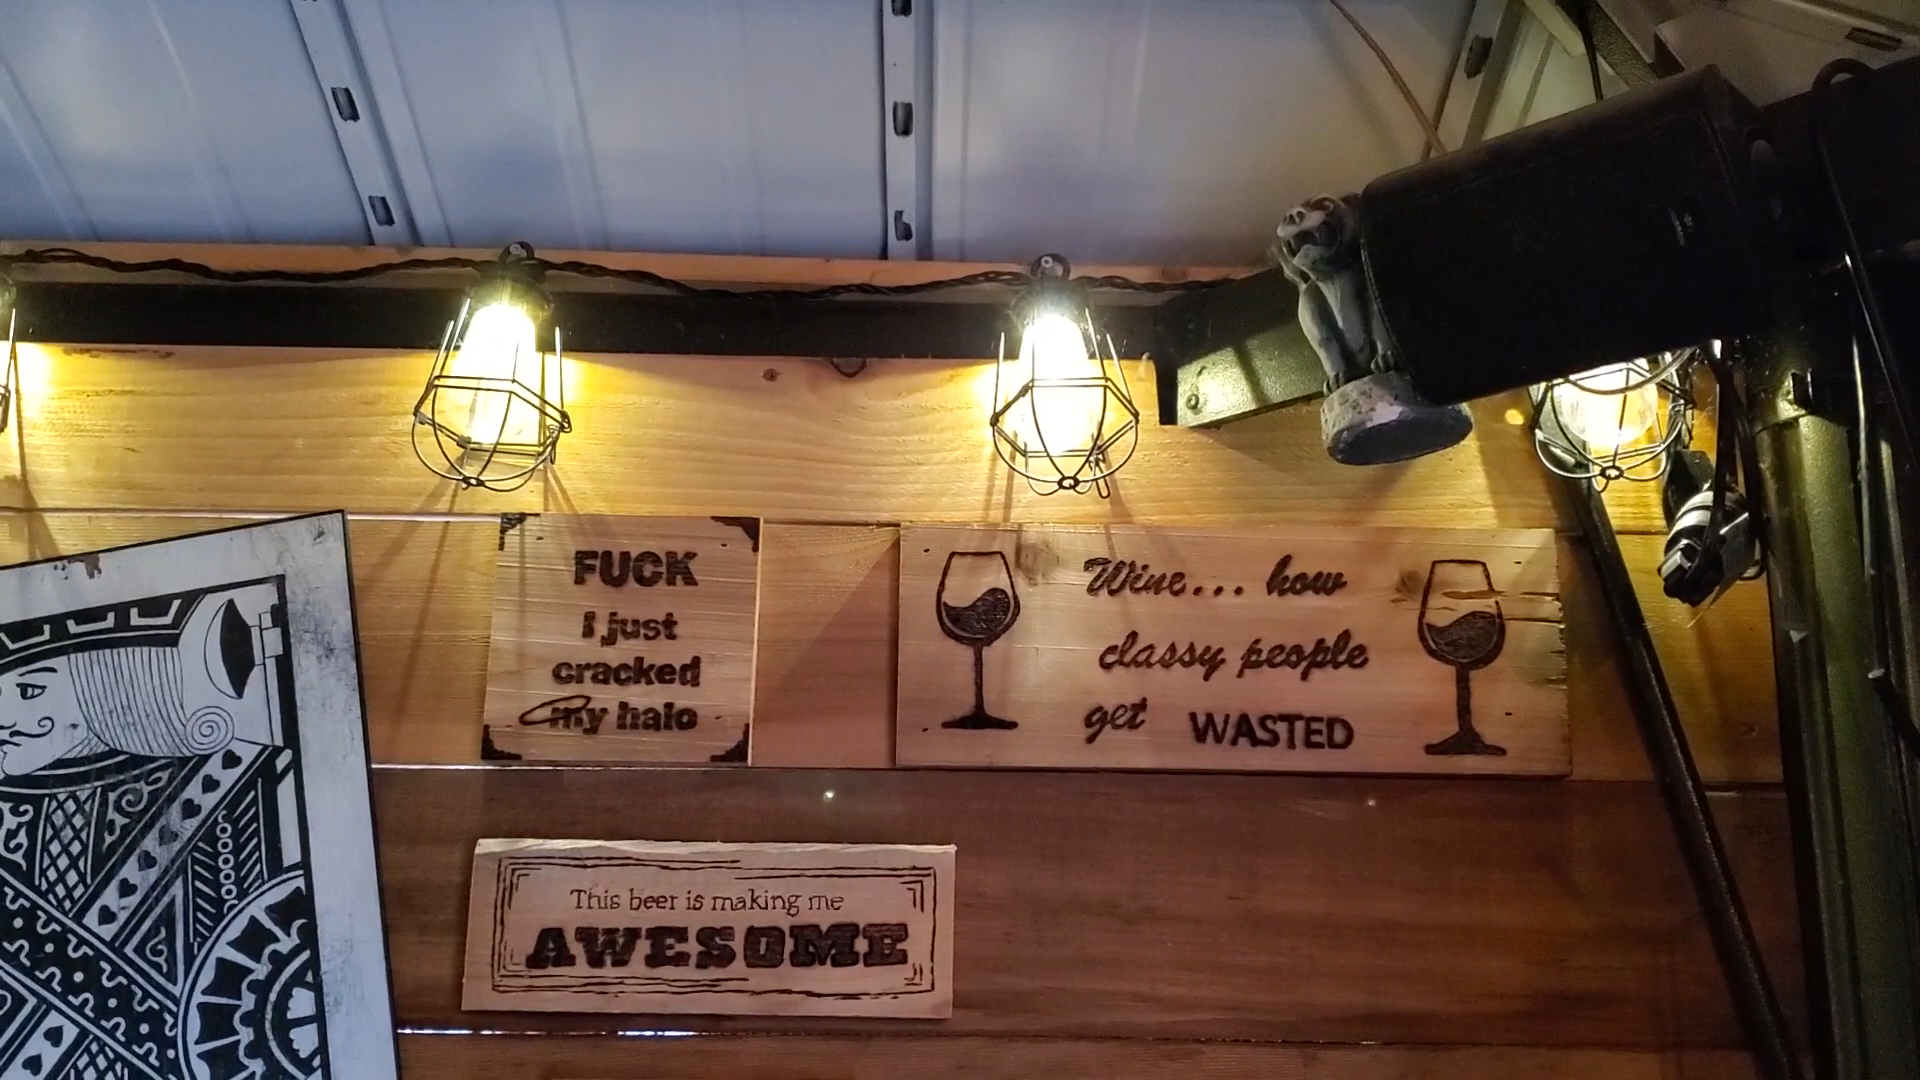 FUCK
I just
cracked
my halo
Wine... how
classy people
get WASTED
This beer is making me
AWESOME